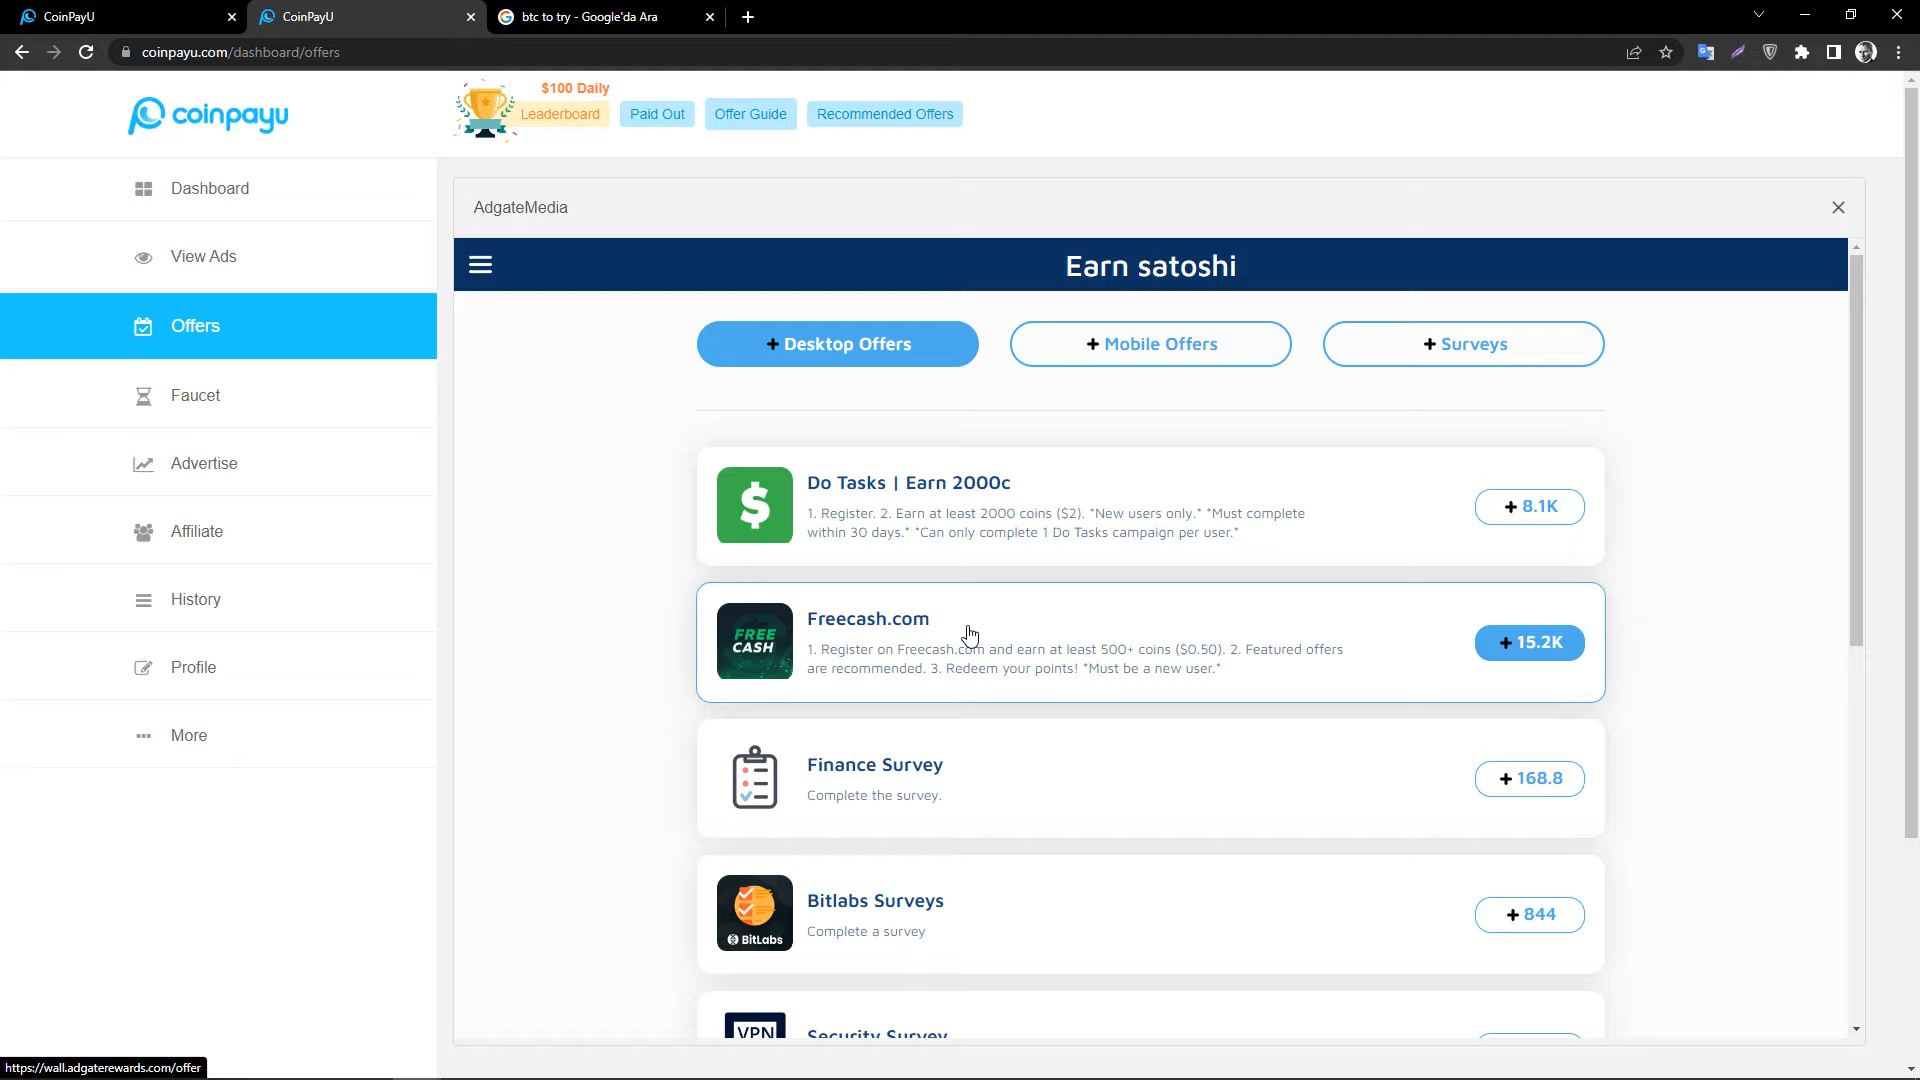 CoinPayU
CoinPayU
btc to try - Google'da Ara
coinpayu.com/dashboard/offers
coinpayu
$100 Daily
Leaderboard
Paid Out
Offer Guide
Recommended Offers
Dashboard
View Ads
Offers
Faucet
Advertise
Affiliate
History
Profile
More
AdgateMedia
Earn satoshi
+ Desktop Offers
+ Mobile Offers
+ Surveys
$
Do Tasks | Earn 2000c
1. Register. 2. Earn at least 2000 coins ($2). *New users only.* *Must complete
within 30 days.* *Can only complete 1 Do Tasks campaign per user.*
+ 8.1K
FREE
CASH
Freecash.com
1. Register on Freecash.com and earn at least 500+ coins ($0.50). 2. Featured offers
are recommended. 3. Redeem your points! *Must be a new user.*
+ 15.2K
Finance Survey
Complete the survey.
+ 168.8
BitLabs
Bitlabs Surveys
Complete a survey
+ 844
VPN
Security Survey
https://wall.adgaterewards.com/offer